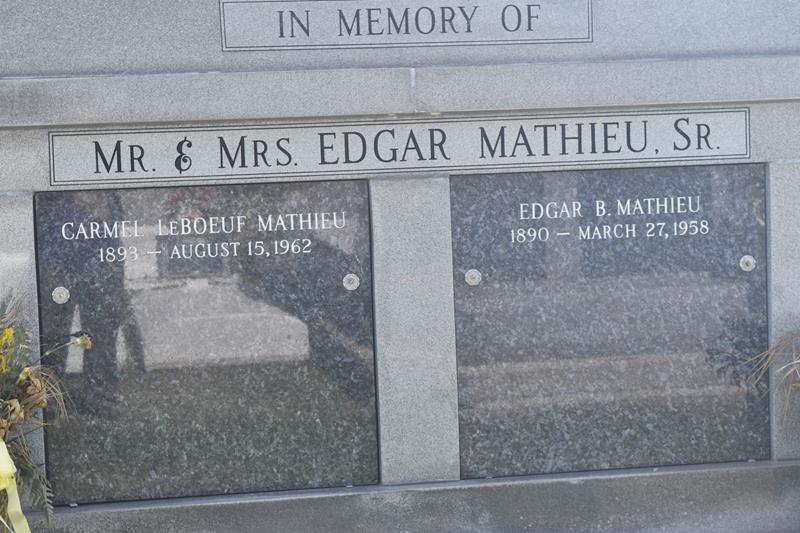 IN MEMORY OF
MR. & MRS. EDGAR MATHIEU, SR.
CARMEL LEBOEUF MATHIEU
1893 — AUGUST 15, 1962
EDGAR B. MATHIEU
1890 — MARCH 27, 1958